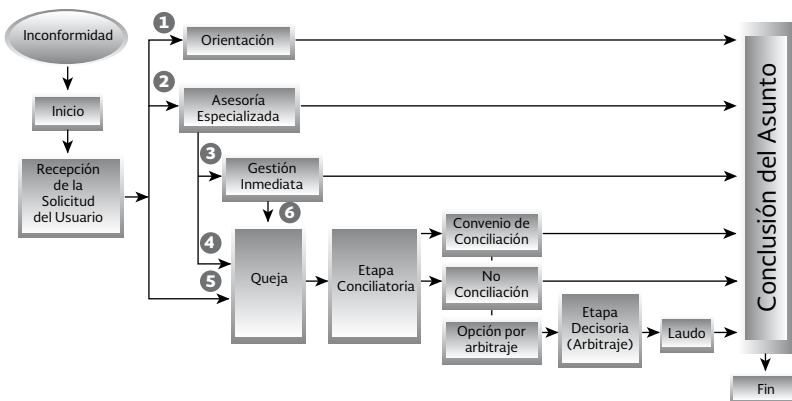 Inconformidad
Inicio
Recepción
de la
Solicitud
del Usuario
1
Orientación
2
Asesoría
Especializada
3
Gestión
Inmediata
6
4
5
Queja
Etapa
Conciliatoria
Convenio de
Conciliación
No
Conciliación
Opción por
arbitraje
Etapa
Decisoria
(Arbitraje)
Laudo
Conclusión del Asunto
Fin